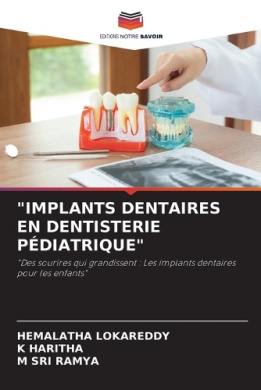 EDITIONS NOTRE SAVOIR
"IMPLANTS DENTAIRES
EN DENTISTERIE
PÉDIATRIQUE"
"Des sourires qui grandissent : Les implants dentaires
pour les enfants"
HEMALATHA LOKAREDDY
K HARITHA
M SRI RAMYA